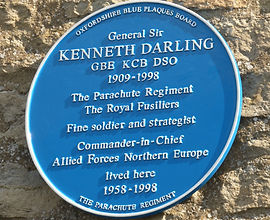 OXFORDSHIRE BLUE PLAQUES BOARD
General Sir
KENNETH DARLING
GBE KCB DSO
1909-1998
The Parachute Regiment
The Royal Fusiliers
Fine soldier and strategist
Commander-in-Chief
Allied Forces Northern Europe
lived here
1958-1998
THE PARACHUTE REGIMENT